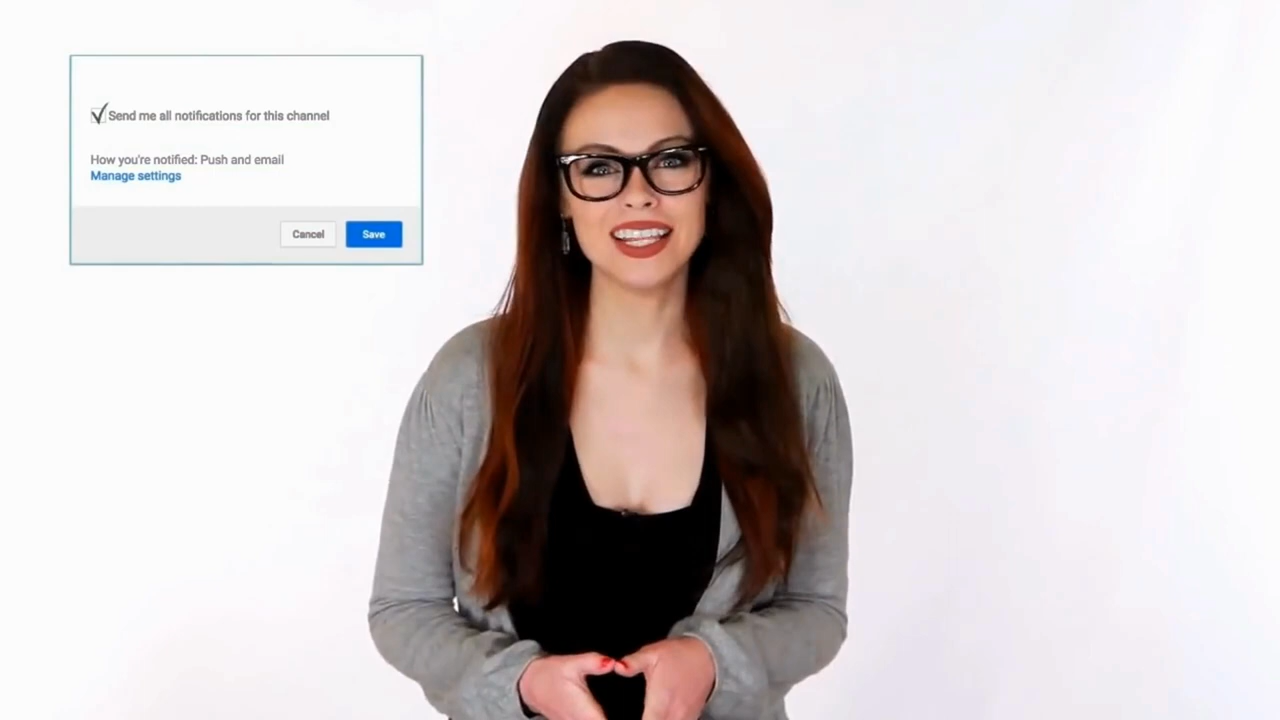 Send me all notifications for this channel
How you're notified: Push and email
Manage settings
Cancel
Save